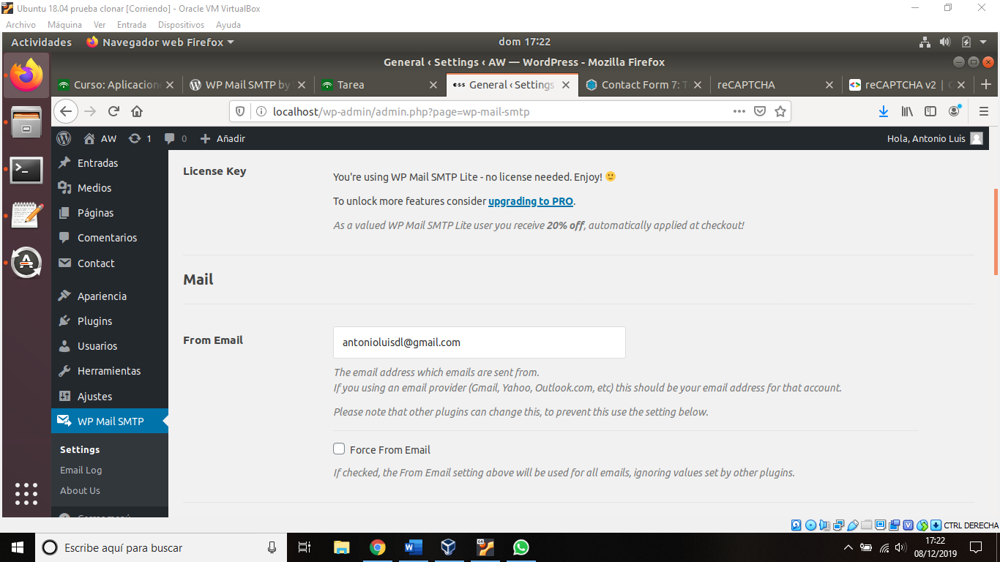 Ubuntu 18.04 prueba clonar [Corriendo] - Oracle VM VirtualBox
Archivo Máquina Ver Entrada Dispositivos Ayuda
Actividades Navegador web Firefox dom 17:22
General ‹ Settings ‹ AW — WordPress - Mozilla Firefox
Curso: Aplicacion WP Mail SMTP by Tarea General ‹ Settings Contact Form 7: T reCAPTCHA reCAPTCHA v2 |
localhost/wp-admin/admin.php?page=wp-mail-smtp
AW 1 0 Añadir Hola, Antonio Luis
Entradas
Medios
Páginas
Comentarios
Contact
Apariencia
Plugins
Usuarios
Herramientas
Ajustes
WP Mail SMTP
Settings
Email Log
About Us
License Key
You're using WP Mail SMTP Lite - no license needed. Enjoy! 🙂
To unlock more features consider upgrading to PRO.
As a valued WP Mail SMTP Lite user you receive 20% off, automatically applied at checkout!
Mail
From Email
antonioluisdl@gmail.com
The email address which emails are sent from.
If you using an email provider (Gmail, Yahoo, Outlook.com, etc) this should be your email address for that account.
Please note that other plugins can change this, to prevent this use the setting below.
Force From Email
If checked, the From Email setting above will be used for all emails, ignoring values set by other plugins.
CTRL DERECHA
Escribe aquí para buscar
17:22
08/12/2019